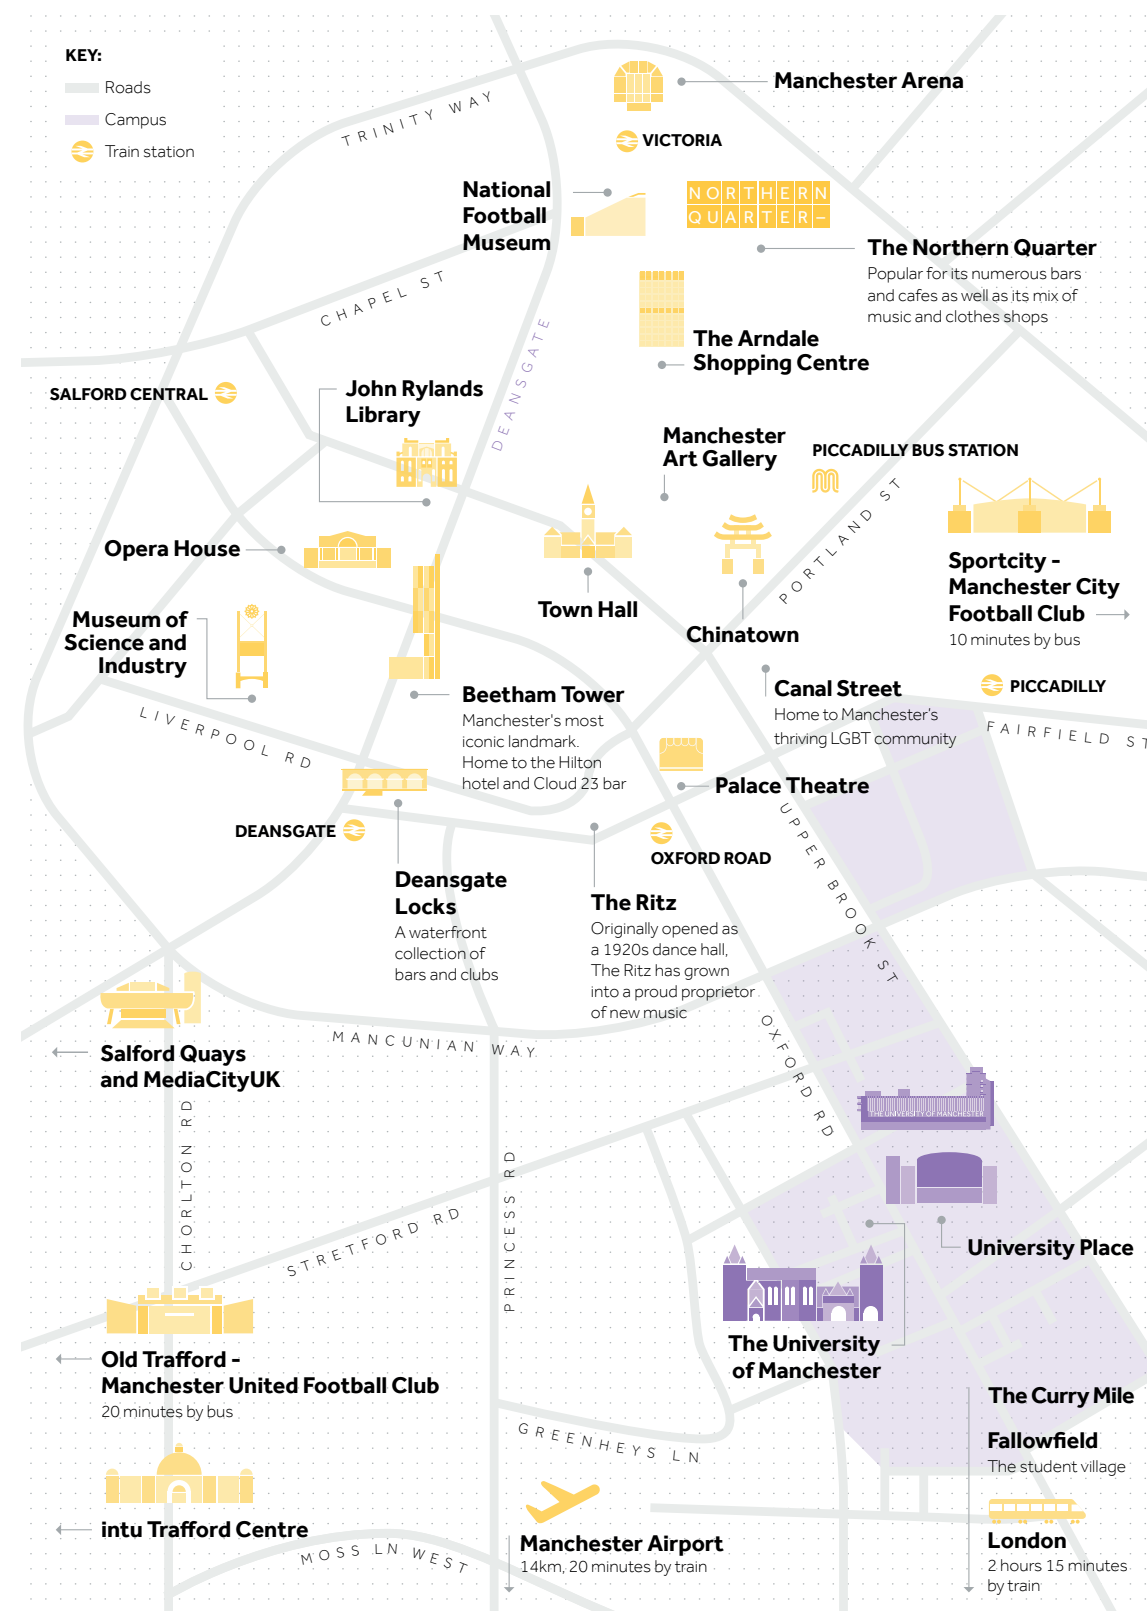 KEY:
Roads
Campus
Train station
TRINITY WAY
Manchester Arena
VICTORIA
National
Football
Museum
NORTHERN
QUARTER–
The Northern Quarter
Popular for its numerous bars
and cafes as well as its mix of
music and clothes shops
CHAPEL ST
DEANSGATE
The Arndale
Shopping Centre
SALFORD CENTRAL
John Rylands
Library
Manchester
Art Gallery
PICCADILLY BUS STATION
PORTLAND ST
Opera House
Sportcity -
Manchester City
Football Club
10 minutes by bus
Town Hall
Chinatown
Museum of
Science and
Industry
Beetham Tower
Manchester's most
iconic landmark.
Home to the Hilton
hotel and Cloud 23 bar
Canal Street
Home to Manchester's
thriving LGBT community
PICCADILLY
FAIRFIELD ST
LIVERPOOL RD
Palace Theatre
UPPER BROOK ST
DEANSGATE
OXFORD ROAD
Deansgate
Locks
A waterfront
collection of
bars and clubs
The Ritz
Originally opened as
a 1920s dance hall,
The Ritz has grown
into a proud proprietor
of new music
Salford Quays
and MediaCityUK
MANCUNIAN WAY
OXFORD RD
THE UNIVERSITY OF MANCHESTER
CHORLTON RD
STRETFORD RD
PRINCESS RD
University Place
The University
of Manchester
Old Trafford -
Manchester United Football Club
20 minutes by bus
The Curry Mile
Fallowfield
The student village
GREENHEYS LN
intu Trafford Centre
MOSS LN WEST
Manchester Airport
14km, 20 minutes by train
London
2 hours 15 minutes
by train